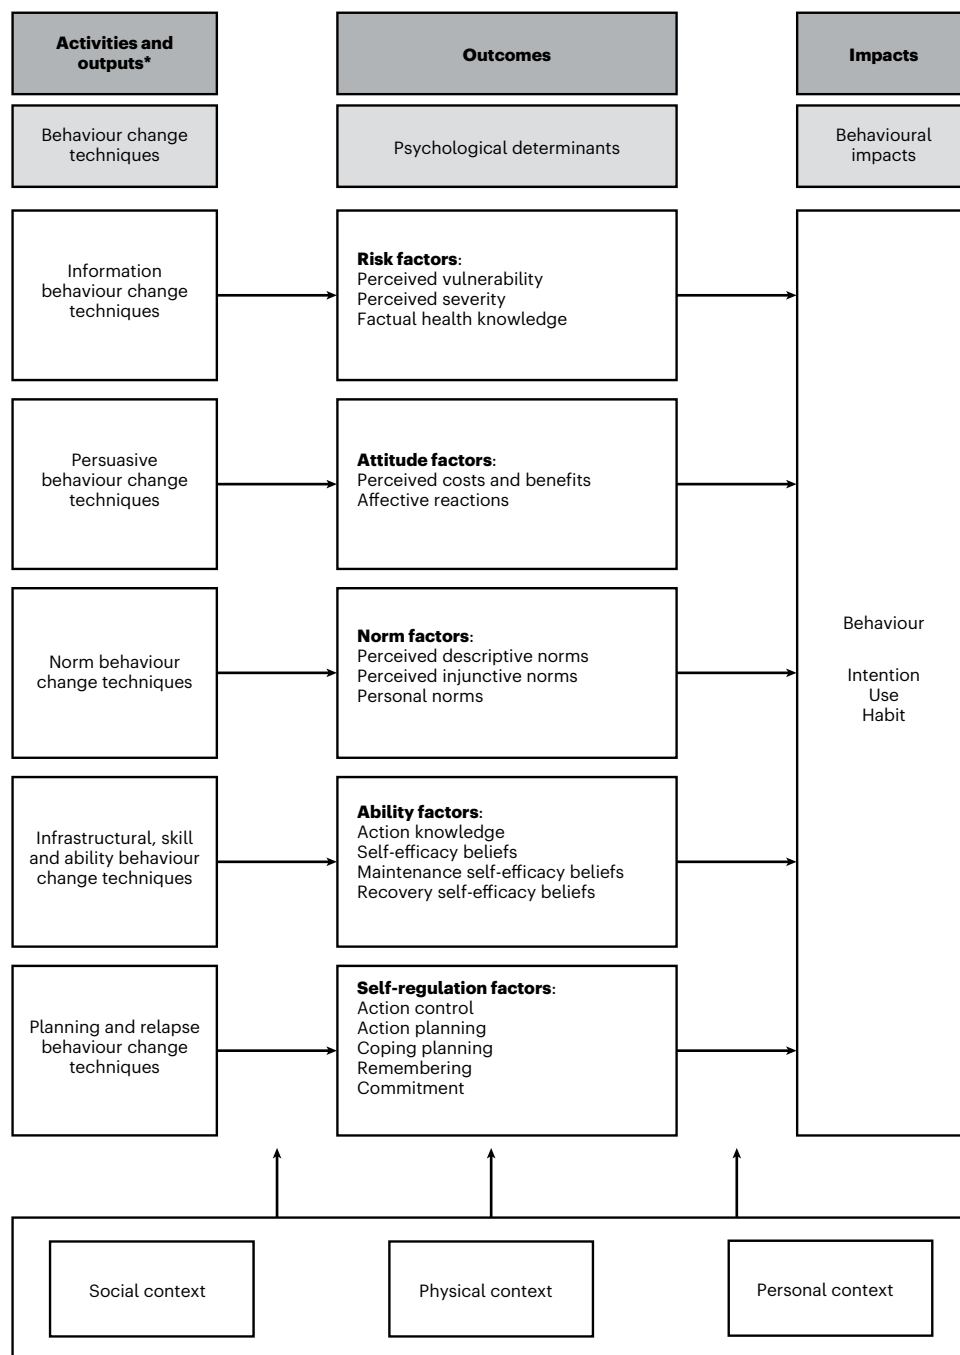 Activities and
outputs*
Outcomes
Impacts
Behaviour change
techniques
Psychological determinants
Behavioural
impacts
Information
behaviour change
techniques
Risk factors:
Perceived vulnerability
Perceived severity
Factual health knowledge
Persuasive
behaviour change
techniques
Attitude factors:
Perceived costs and benefits
Affective reactions
Norm behaviour
change techniques
Norm factors:
Perceived descriptive norms
Perceived injunctive norms
Personal norms
Behaviour
Intention
Use
Habit
Infrastructural, skill
and ability behaviour
change techniques
Ability factors:
Action knowledge
Self-efficacy beliefs
Maintenance self-efficacy beliefs
Recovery self-efficacy beliefs
Planning and relapse
behaviour change
techniques
Self-regulation factors:
Action control
Action planning
Coping planning
Remembering
Commitment
Social context
Physical context
Personal context